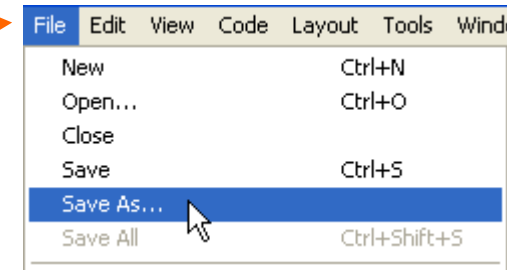 File Edit View Code Layout Tools
New Ctrl+N
Open... Ctrl+O
Close
Save Ctrl+S
Save As...
Save All Ctrl+Shift+S